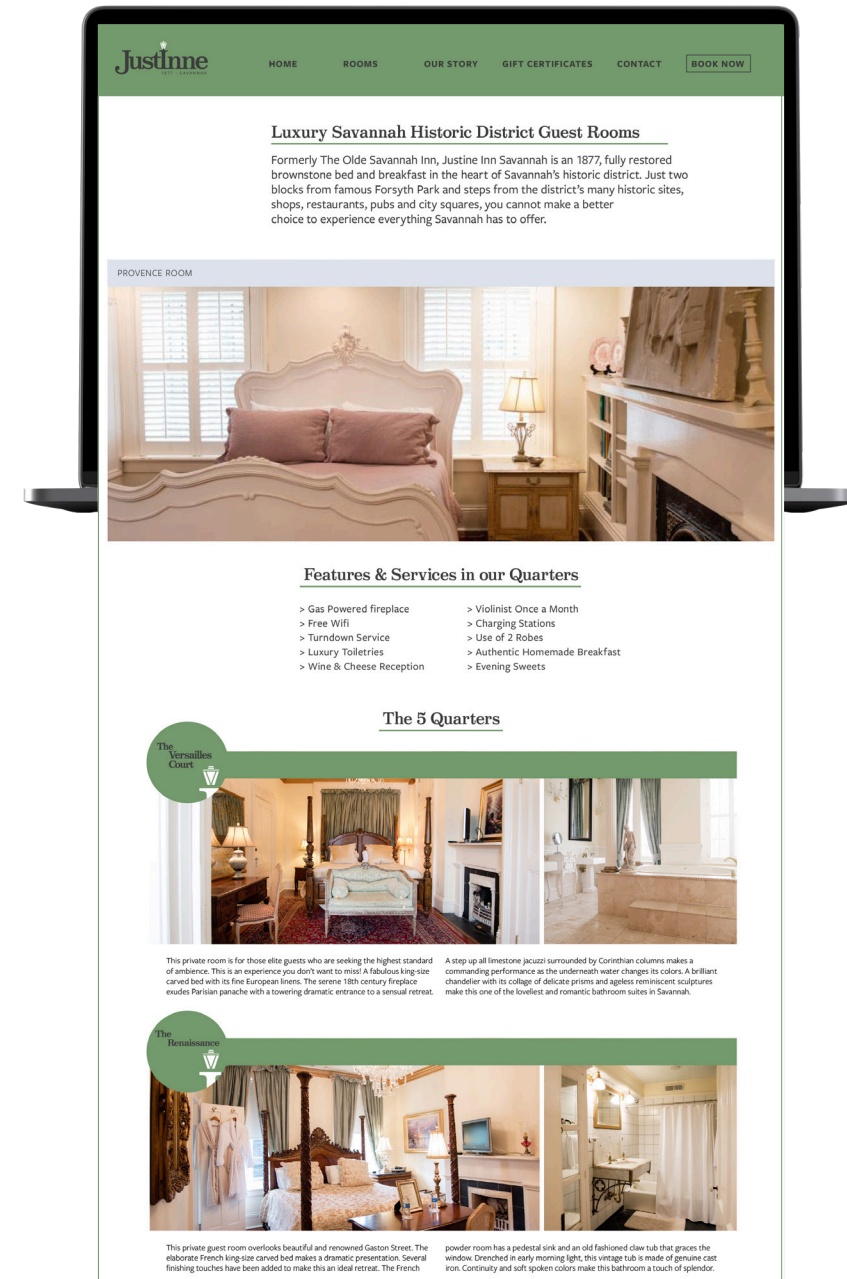 JustInne
1877 - SAVANNAH
HOME ROOMS OUR STORY GIFT CERTIFICATES CONTACT BOOK NOW
Luxury Savannah Historic District Guest Rooms
Formerly The Olde Savannah Inn, Justine Inn Savannah is an 1877, fully restored
brownstone bed and breakfast in the heart of Savannah's historic district. Just two
blocks from famous Forsyth Park and steps from the district's many historic sites,
shops, restaurants, pubs and city squares, you cannot make a better
choice to experience everything Savannah has to offer.
PROVENCE ROOM
Features & Services in our Quarters
> Gas Powered fireplace
> Free Wifi
> Turndown Service
> Luxury Toiletries
> Wine & Cheese Reception
> Violinist Once a Month
> Charging Stations
> Use of 2 Robes
> Authentic Homemade Breakfast
> Evening Sweets
The 5 Quarters
The
Versailles
Court
This private room is for those elite guests who are seeking the highest standard
of ambience. This is an experience you don't want to miss! A fabulous king-size
carved bed with its fine European linens. The serene 18th century fireplace
exudes Parisian panache with a towering dramatic entrance to a sensual retreat.
A step up all limestone jacuzzi surrounded by Corinthian columns makes a
commanding performance as the underneath water changes its colors. A brilliant
chandelier with its collage of delicate prisms and ageless reminiscent sculptures
make this one of the loveliest and romantic bathroom suites in Savannah.
The
Renaissance
This private guest room overlooks beautiful and renowned Gaston Street. The
elaborate French king-size carved bed makes a dramatic presentation. Several
finishing touches have been added to make this an ideal retreat. The French
powder room has a pedestal sink and an old fashioned claw tub that graces the
window. Drenched in early morning light, this vintage tub is made of genuine cast
iron. Continuity and soft spoken colors make this bathroom a touch of splendor.